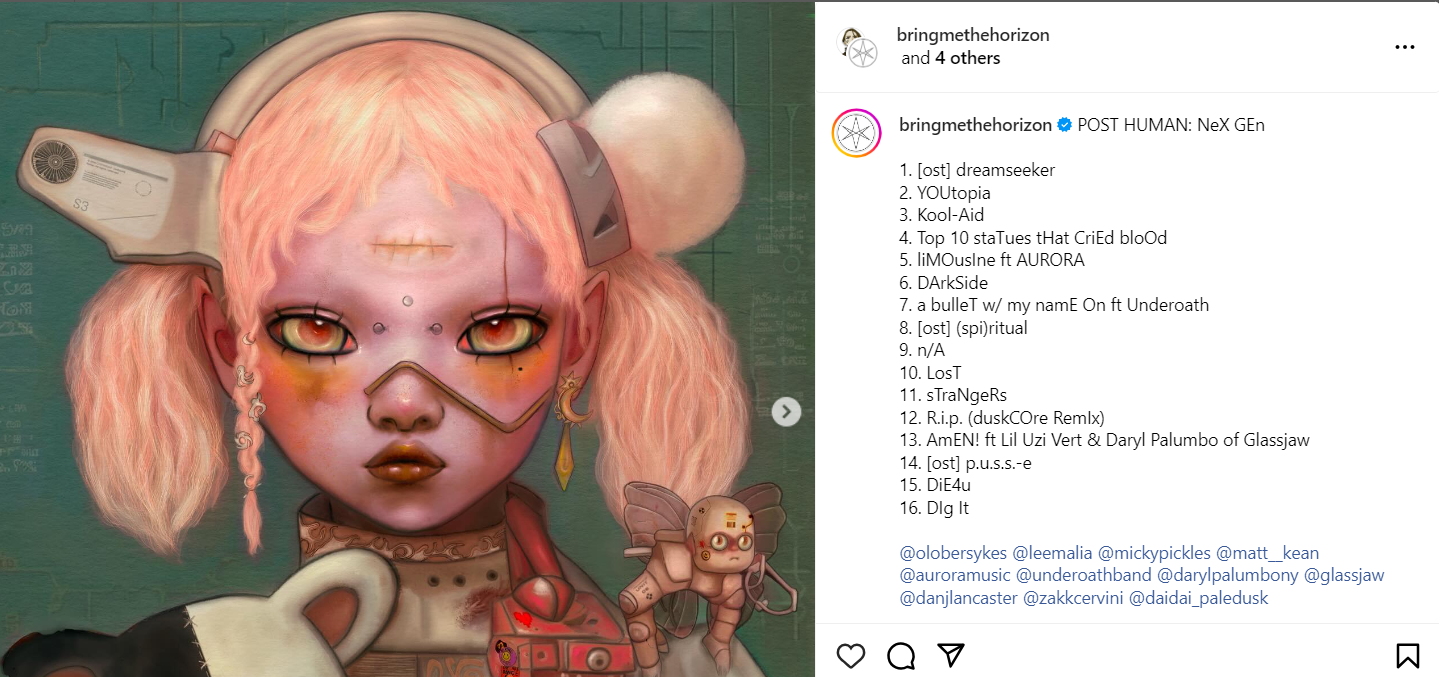 bringmethehorizon
and 4 others
bringmethehorizon POST HUMAN: NeX GEn
1. [ost] dreamseeker
2. YOUtopia
3. Kool-Aid
4. Top 10 staTues tHat CriEd bloOd
5. liMOusIne ft AURORA
6. DArkSide
7. a bulleT w/ my namE On ft Underoath
8. [ost] (spi)ritual
9. n/A
10. LosT
11. sTraNgeRs
12. R.i.p. (duskCOre RemIx)
13. AmEN! ft Lil Uzi Vert & Daryl Palumbo of Glassjaw
14. [ost] p.u.s.s.-e
15. DiE4u
16. DIg It
@olobersykes @leemalia @mickypickles @matt_kean
@auroramusic @underoathband @darylpalumbony @glassjaw
@danjlancaster @zakkcervini @daidai_paledusk
S3